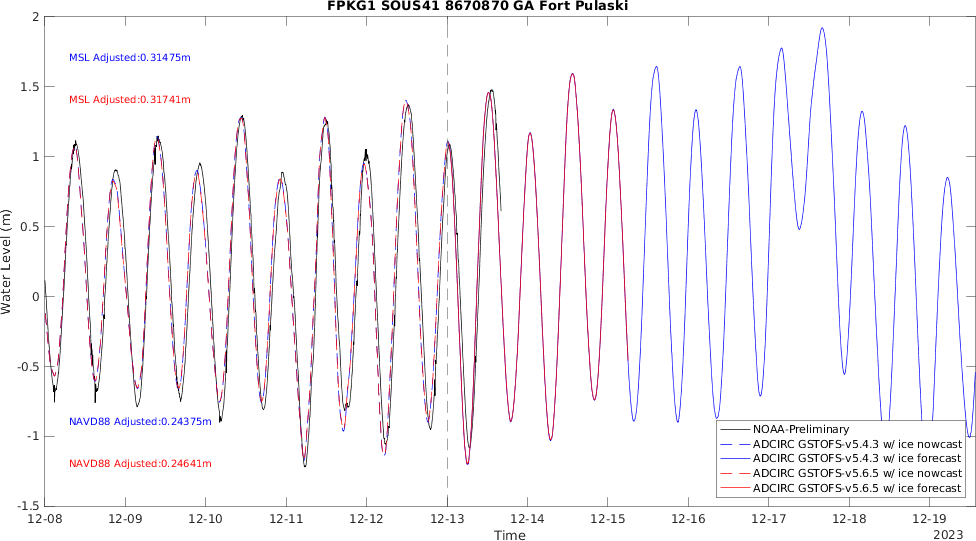 FPKG1 SOUS41 8670870 GA Fort Pulaski
2
1.5
1
0.5
0
-0.5
-1
-1.5
Water Level (m)
MSL Adjusted:0.31475m
MSL Adjusted:0.31741m
NAVD88 Adjusted:0.24375m
NAVD88 Adjusted:0.24641m
NOAA-Preliminary
ADCIRC GSTOFS-v5.4.3 w/ ice nowcast
ADCIRC GSTOFS-v5.4.3 w/ ice forecast
ADCIRC GSTOFS-v5.6.5 w/ ice nowcast
ADCIRC GSTOFS-v5.6.5 w/ ice forecast
12-08 12-09 12-10 12-11 12-12 12-13 12-14 12-15 12-16 12-17 12-18 12-19
Time
2023